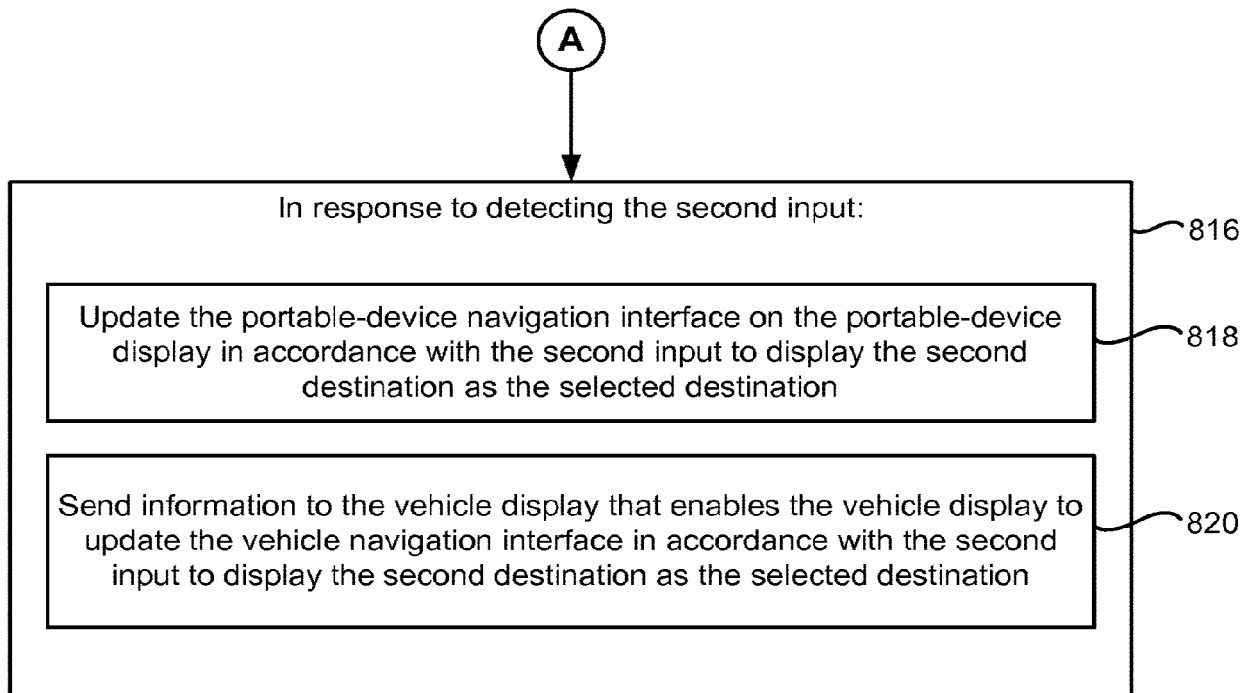 A
In response to detecting the second input:
816
Update the portable-device navigation interface on the portable-device
display in accordance with the second input to display the second
destination as the selected destination
818
Send information to the vehicle display that enables the vehicle display to
update the vehicle navigation interface in accordance with the second
input to display the second destination as the selected destination
820